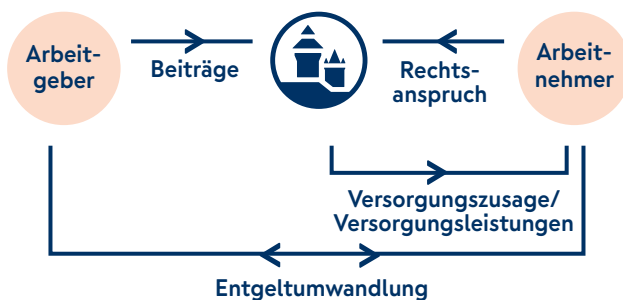 Arbeit-
geber
Beiträge
Rechts-
anspruch
Arbeit-
nehmer
Versorgungszusage/
Versorgungsleistungen
Entgeltumwandlung